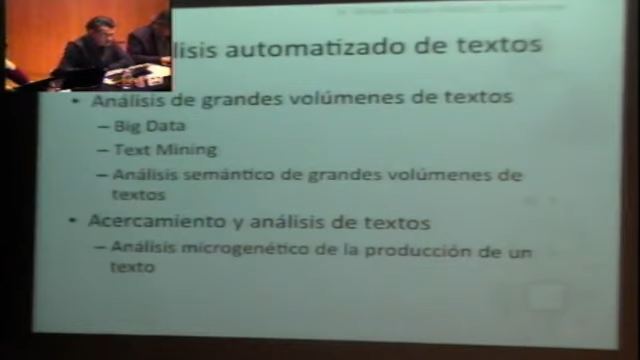 lisis automatizado de textos
• Análisis de grandes volúmenes de textos
– Big Data
– Text Mining
– Análisis semántico de grandes volúmenes de
textos
• Acercamiento y análisis de textos
– Análisis microgenético de la producción de un
texto